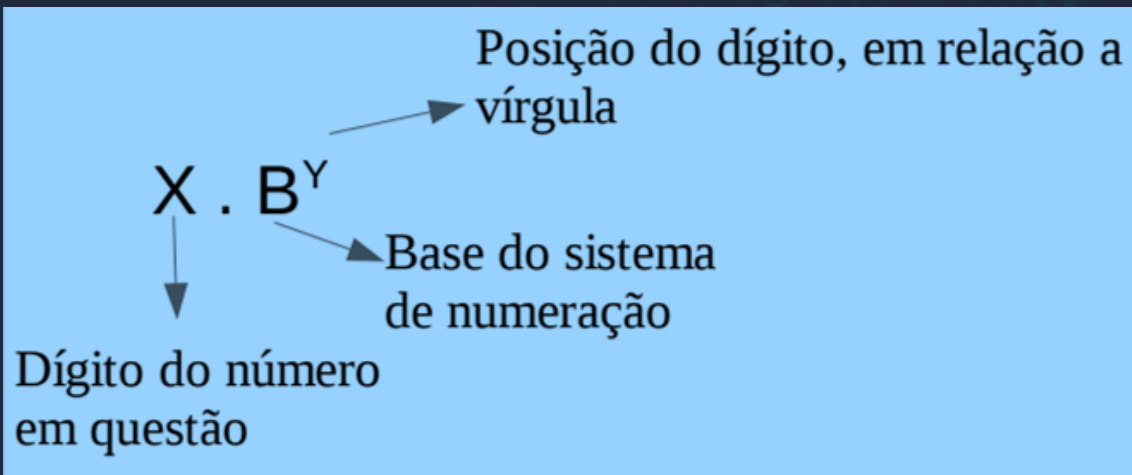 Posição do dígito, em relação a
vírgula
X . B^Y
Base do sistema
de numeração
Dígito do número
em questão